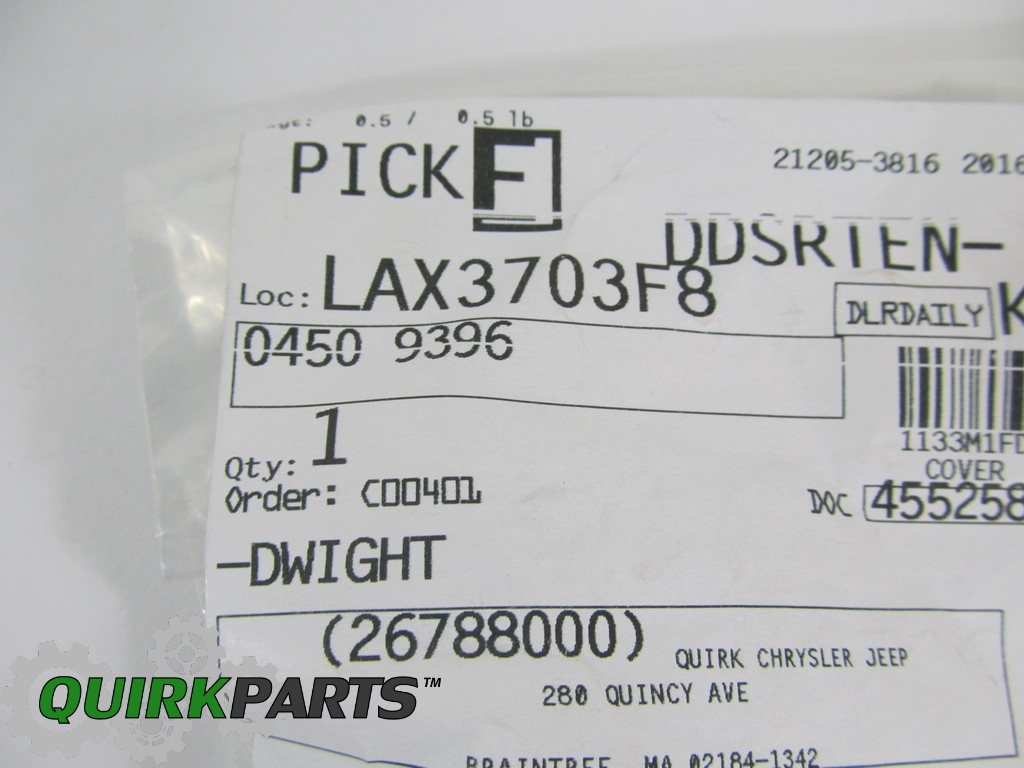 0.5 / 0.5 lb
PICK F
21205-3816 2016
DDSRTEN-
Loc: LAX3703F8
DLRDAILY K
0450 9396
1133M1FD
COVER
Qty: 1
Order: C00401
DOC 455258
-DWIGHT
(26788000)
QUIRK CHRYSLER JEEP
280 QUINCY AVE
BRAINTREE, MA 02184-1342
QUIRKPARTS™